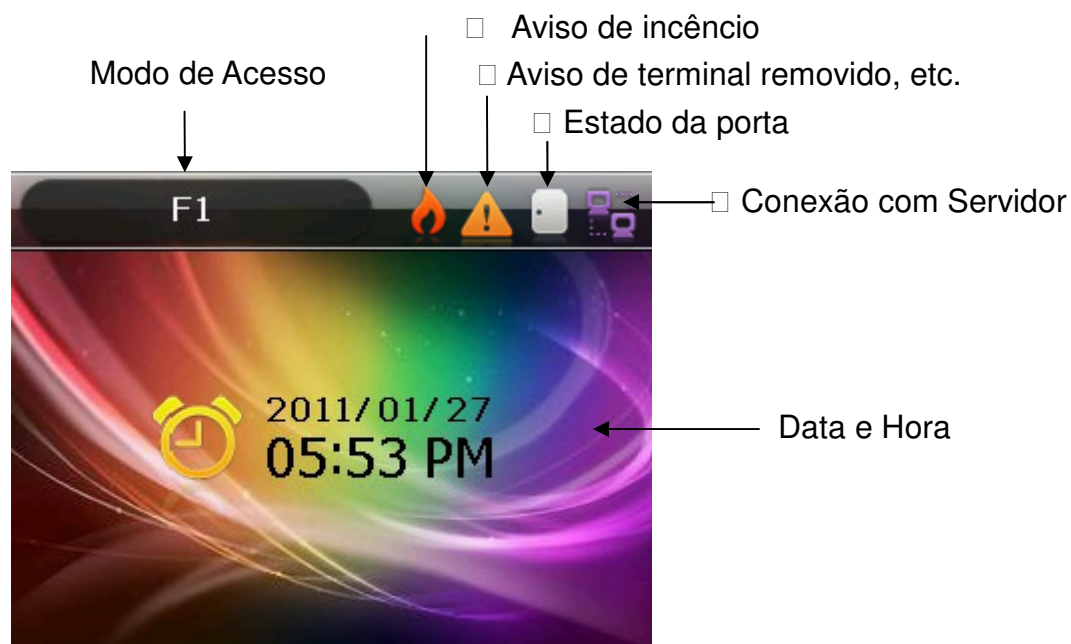 □ Aviso de incêncio
Modo de Acesso
□ Aviso de terminal removido, etc.
□ Estado da porta
F1
□ Conexão com Servidor
2011/01/27
05:53 PM
Data e Hora